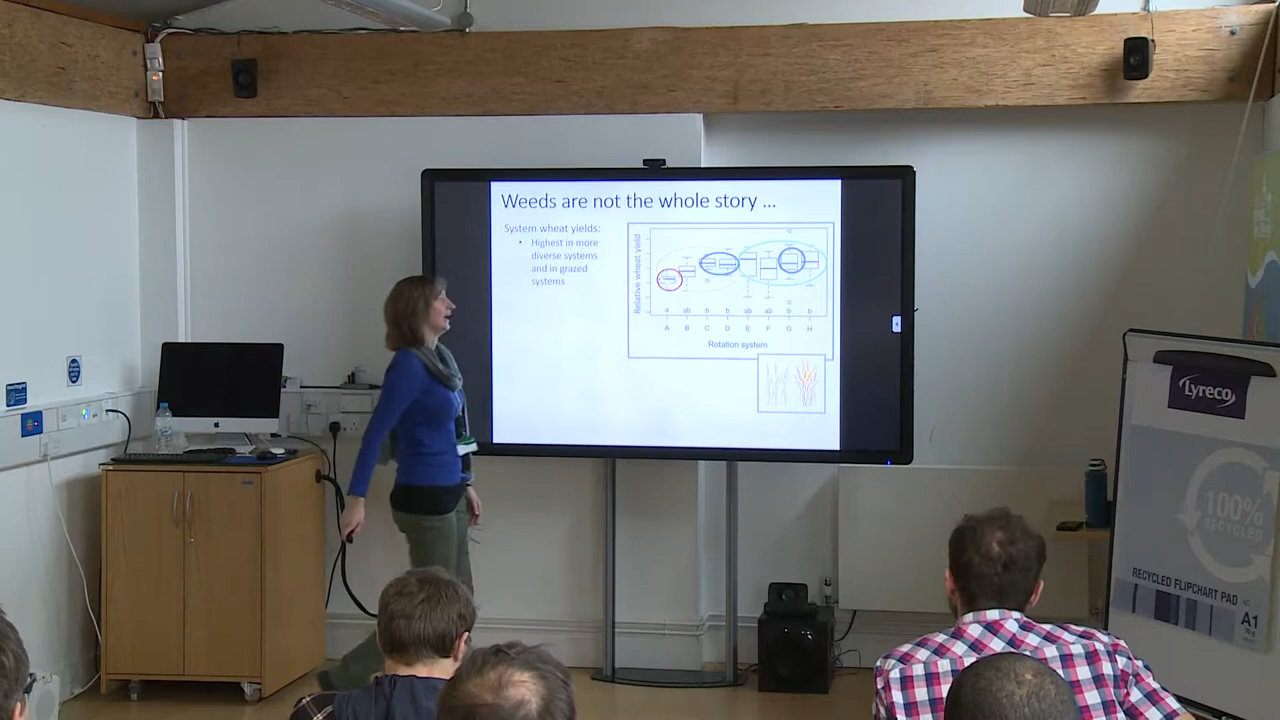 Weeds are not the whole story ...
System wheat yields:
• Highest in more
diverse systems
and in grazed
systems
Relative wheat yield
a ab b b ab ab b b
A B C D E F G H
Rotation system
Lyreco
100%
RECYCLED
RECYCLED FLIPCHART PAD
A1